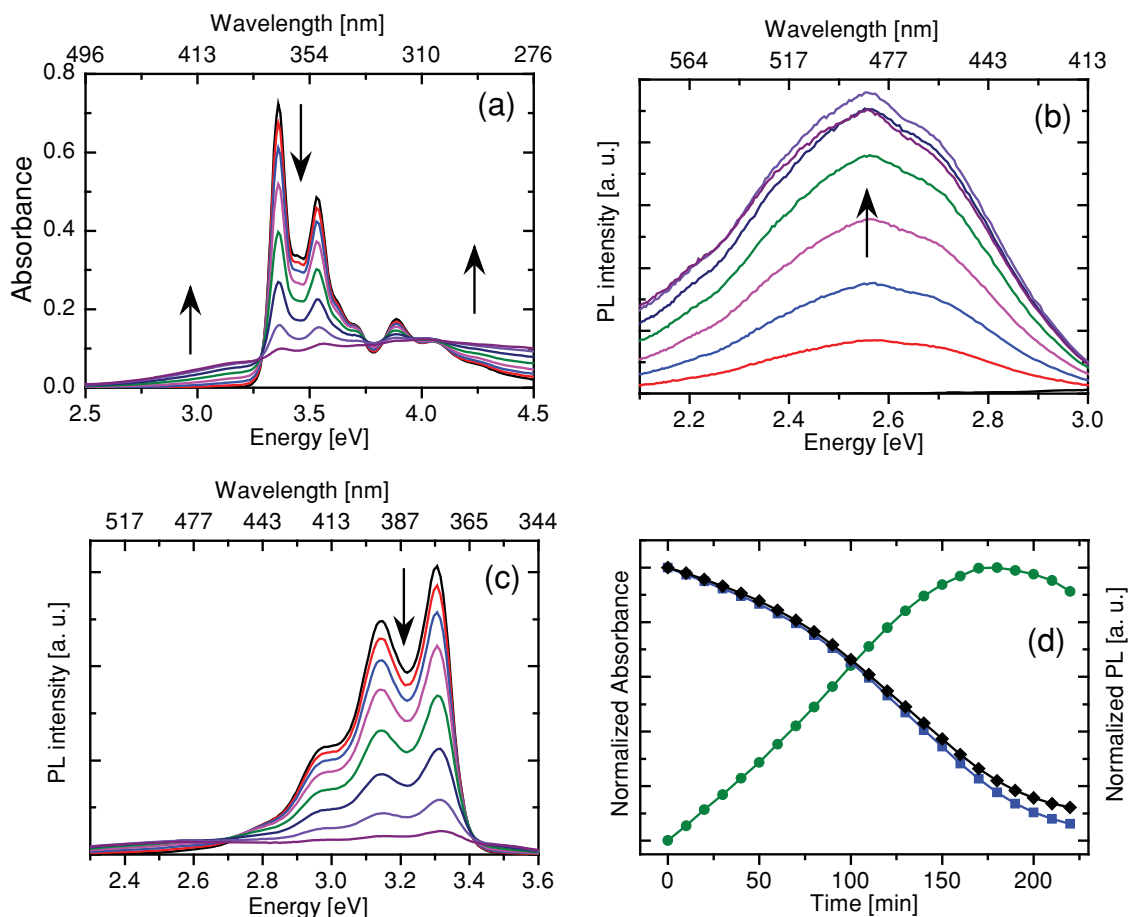 Wavelength [nm]
496 413 354 310 276
0.8
0.6
0.4
0.2
0.0
Absorbance
(a)
2.5 3.0 3.5 4.0 4.5
Energy [eV]
Wavelength [nm]
564 517 477 443 413
PL intensity [a. u.]
(b)
2.2 2.4 2.6 2.8 3.0
Energy [eV]
Wavelength [nm]
517 477 443 413 387 365 344
PL intensity [a. u.]
(c)
2.4 2.6 2.8 3.0 3.2 3.4 3.6
Energy [eV]
Normalized Absorbance
(d)
Normalized PL [a. u.]
0 50 100 150 200
Time [min]